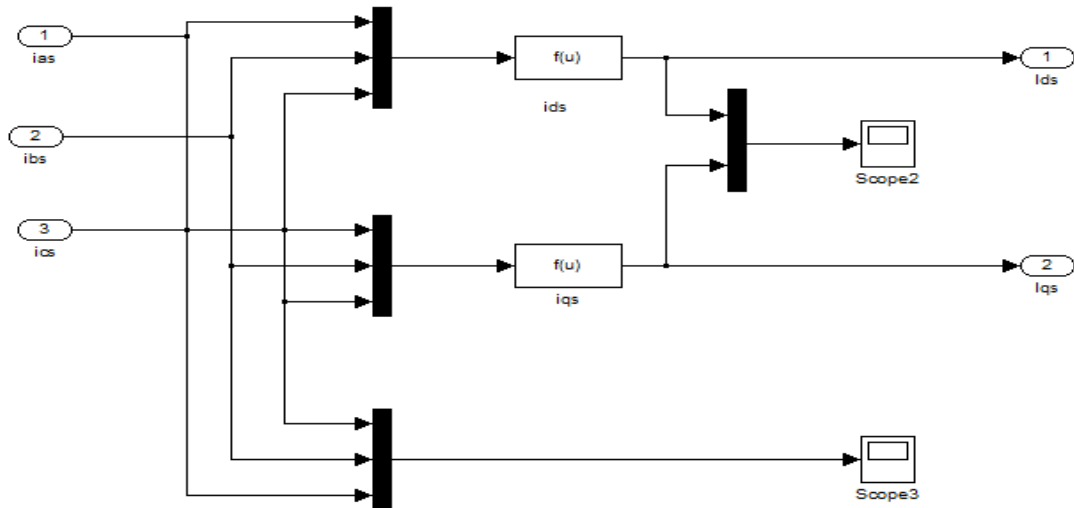 1
ias
f(u)
ids
1
Ids
2
ibs
Scope2
3
ics
f(u)
iqs
2
Iqs
Scope3